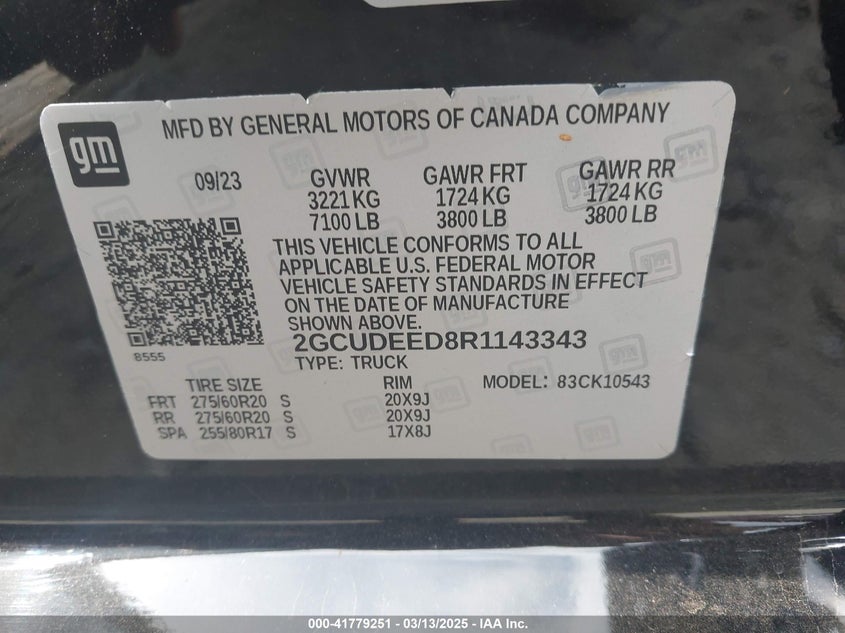 gm
MFD BY GENERAL MOTORS OF CANADA COMPANY
09/23 GVWR GAWR FRT GAWR RR
3221 KG 1724 KG 1724 KG
7100 LB 3800 LB 3800 LB
THIS VEHICLE CONFORMS TO ALL
APPLICABLE U.S. FEDERAL MOTOR
VEHICLE SAFETY STANDARDS IN EFFECT
ON THE DATE OF MANUFACTURE
SHOWN ABOVE.
8555
2GCUDEED8R1143343
TYPE: TRUCK
TIRE SIZE RIM MODEL: 83CK10543
FRT 275/60R20 S 20X9J
RR 275/60R20 S 20X9J
SPA 255/80R17 S 17X8J
000-41779251 - 03/13/2025 - IAA Inc.